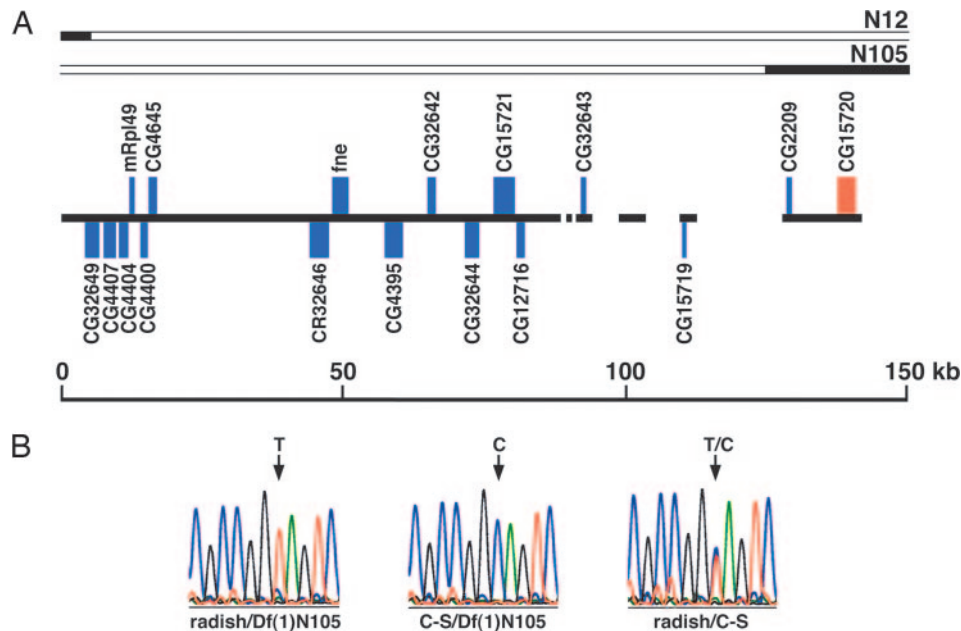 A
N12
N105
mRpl49
CG4645
fne
CG32642
CG15721
CG32643
CG2209
CG15720
CG32649
CG4407
CG4404
CG4400
CR32646
CG4395
CG32644
CG12716
CG15719
0 50 100 150 kb
B
T C T/C
radish/Df(1)N105 C-S/Df(1)N105 radish/C-S